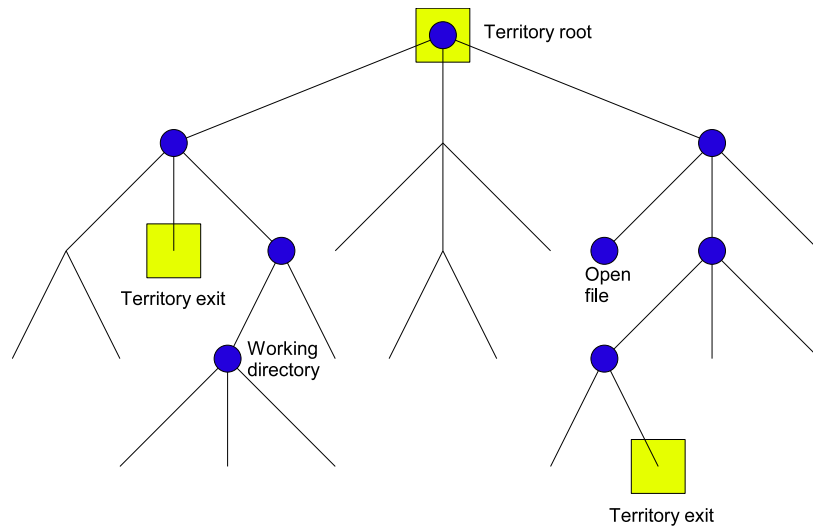 Territory root
Territory exit
Open
file
Working
directory
Territory exit